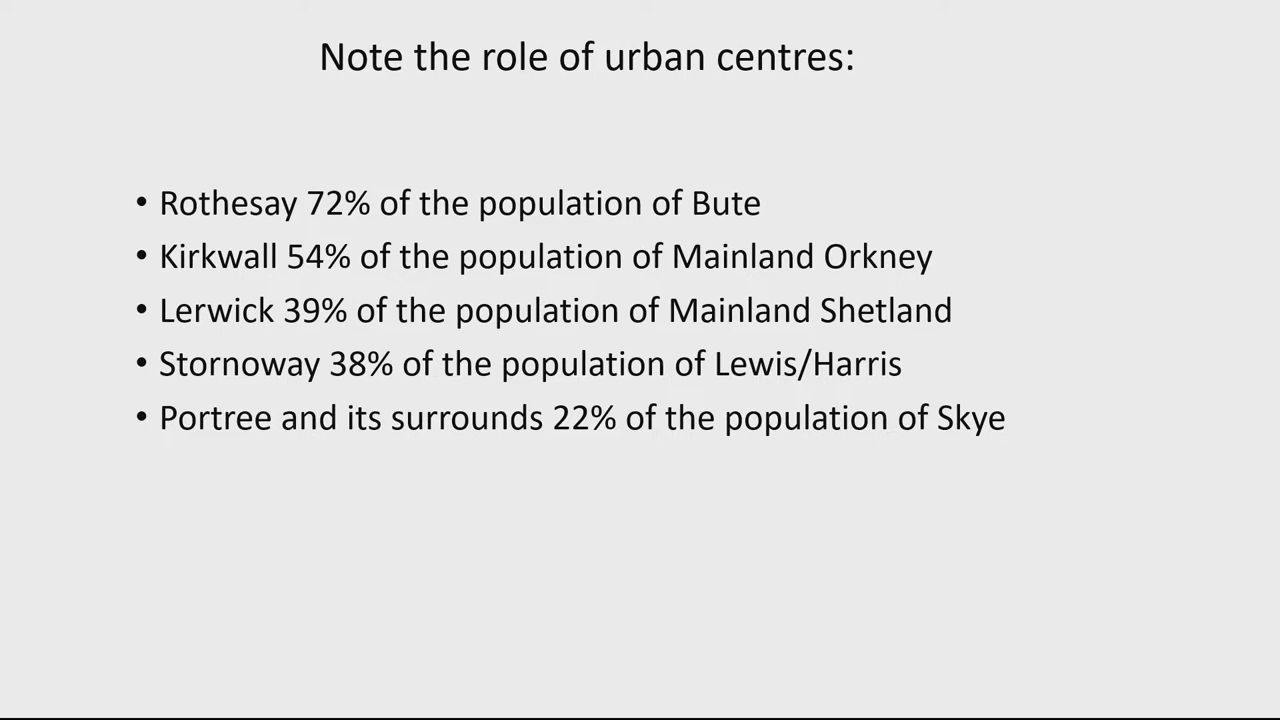 Note the role of urban centres:
• Rothesay 72% of the population of Bute
• Kirkwall 54% of the population of Mainland Orkney
• Lerwick 39% of the population of Mainland Shetland
• Stornoway 38% of the population of Lewis/Harris
• Portree and its surrounds 22% of the population of Skye